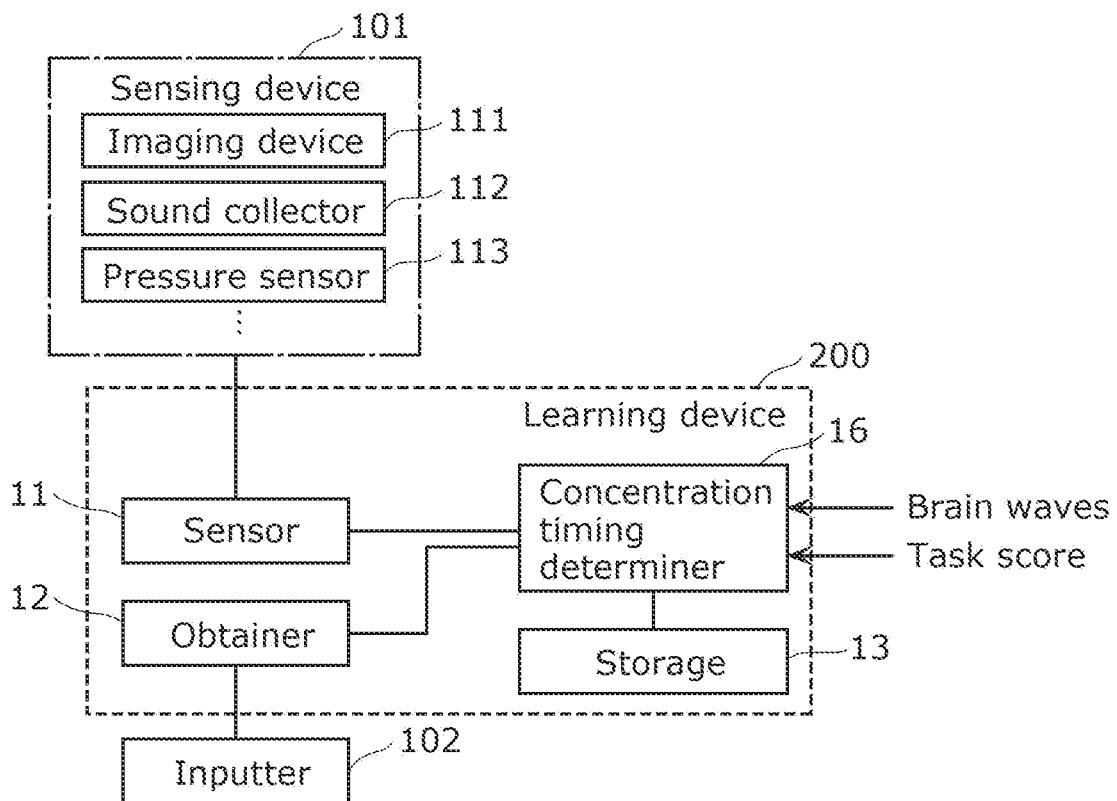 101
Sensing device
Imaging device
111
Sound collector
112
Pressure sensor
113
⋮
200
Learning device
16
11
Sensor
Concentration
timing
determiner
Brain waves
Task score
12
Obtainer
Storage
13
Inputter
102